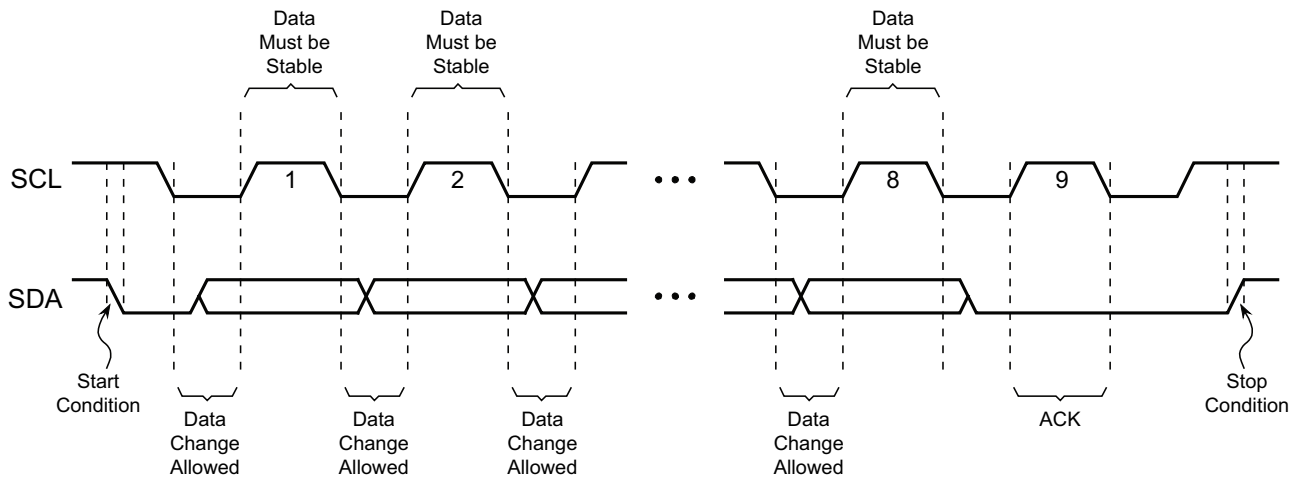 Data
Must be
Stable
Data
Must be
Stable
Data
Must be
Stable
SCL
1
2
8
9
SDA
Start
Condition
Data
Change
Allowed
Data
Change
Allowed
Data
Change
Allowed
Data
Change
Allowed
ACK
Stop
Condition